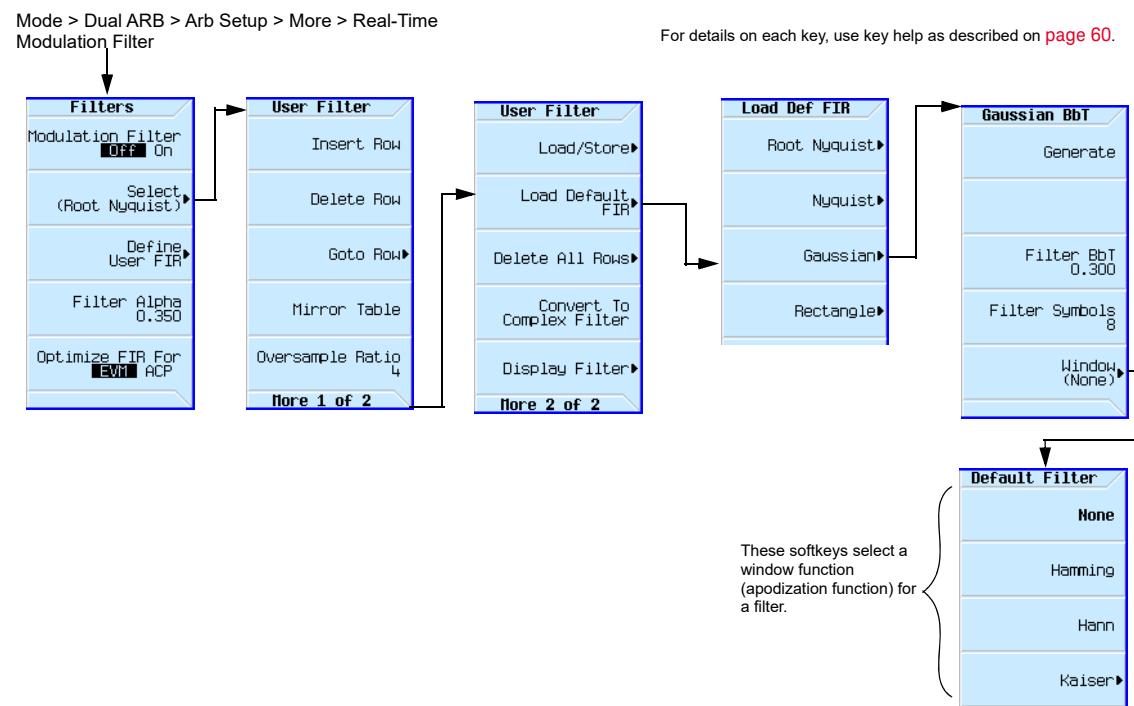 Mode > Dual ARB > Arb Setup > More > Real-Time
Modulation Filter
For details on each key, use key help as described on page 60.
Filters
Modulation Filter
Off On
Select
(Root Nyquist)
Define
User FIR
Filter Alpha
0.350
Optimize FIR For
EVM ACP
User Filter
Insert Row
Delete Row
Goto Row
Mirror Table
Oversample Ratio
4
More 1 of 2
User Filter
Load/Store
Load Default
FIR
Delete All Rows
Convert To
Complex Filter
Display Filter
More 2 of 2
Load Def FIR
Root Nyquist
Nyquist
Gaussian
Rectangle
Gaussian BbT
Generate
Filter BbT
0.300
Filter Symbols
8
Window
(None)
These softkeys select a
window function
(apodization function) for
a filter.
Default Filter
None
Hamming
Hann
Kaiser